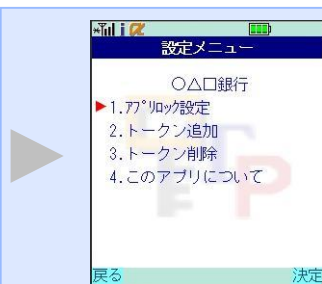 設定メニュー
○△□銀行
1.ｱﾌﾟﾘﾛｯｸ設定
2.トークン追加
3.トークン削除
4.このアプリについて
戻る 決定